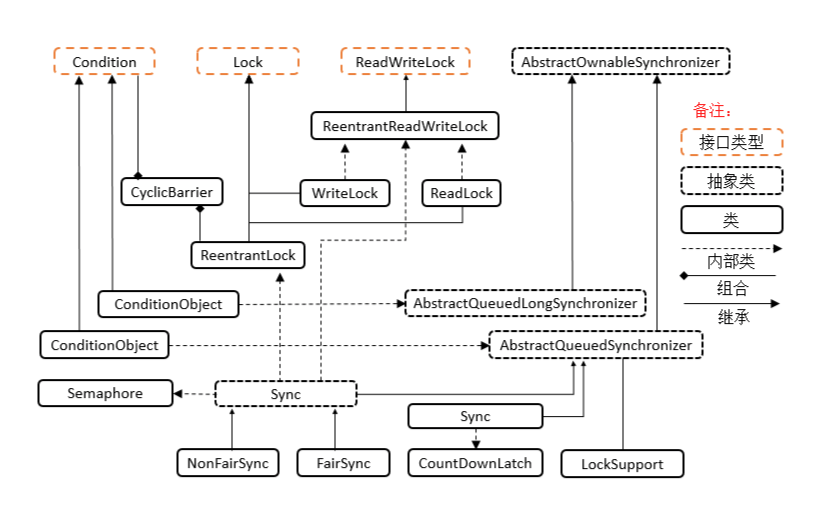 Condition
Lock
ReadWriteLock
AbstractOwnableSynchronizer
备注：
ReentrantReadWriteLock
接口类型
CyclicBarrier
WriteLock
ReadLock
抽象类
类
ReentrantLock
内部类
ConditionObject
AbstractQueuedLongSynchronizer
组合
继承
ConditionObject
AbstractQueuedSynchronizer
Semaphore
Sync
Sync
NonFairSync
FairSync
CountDownLatch
LockSupport